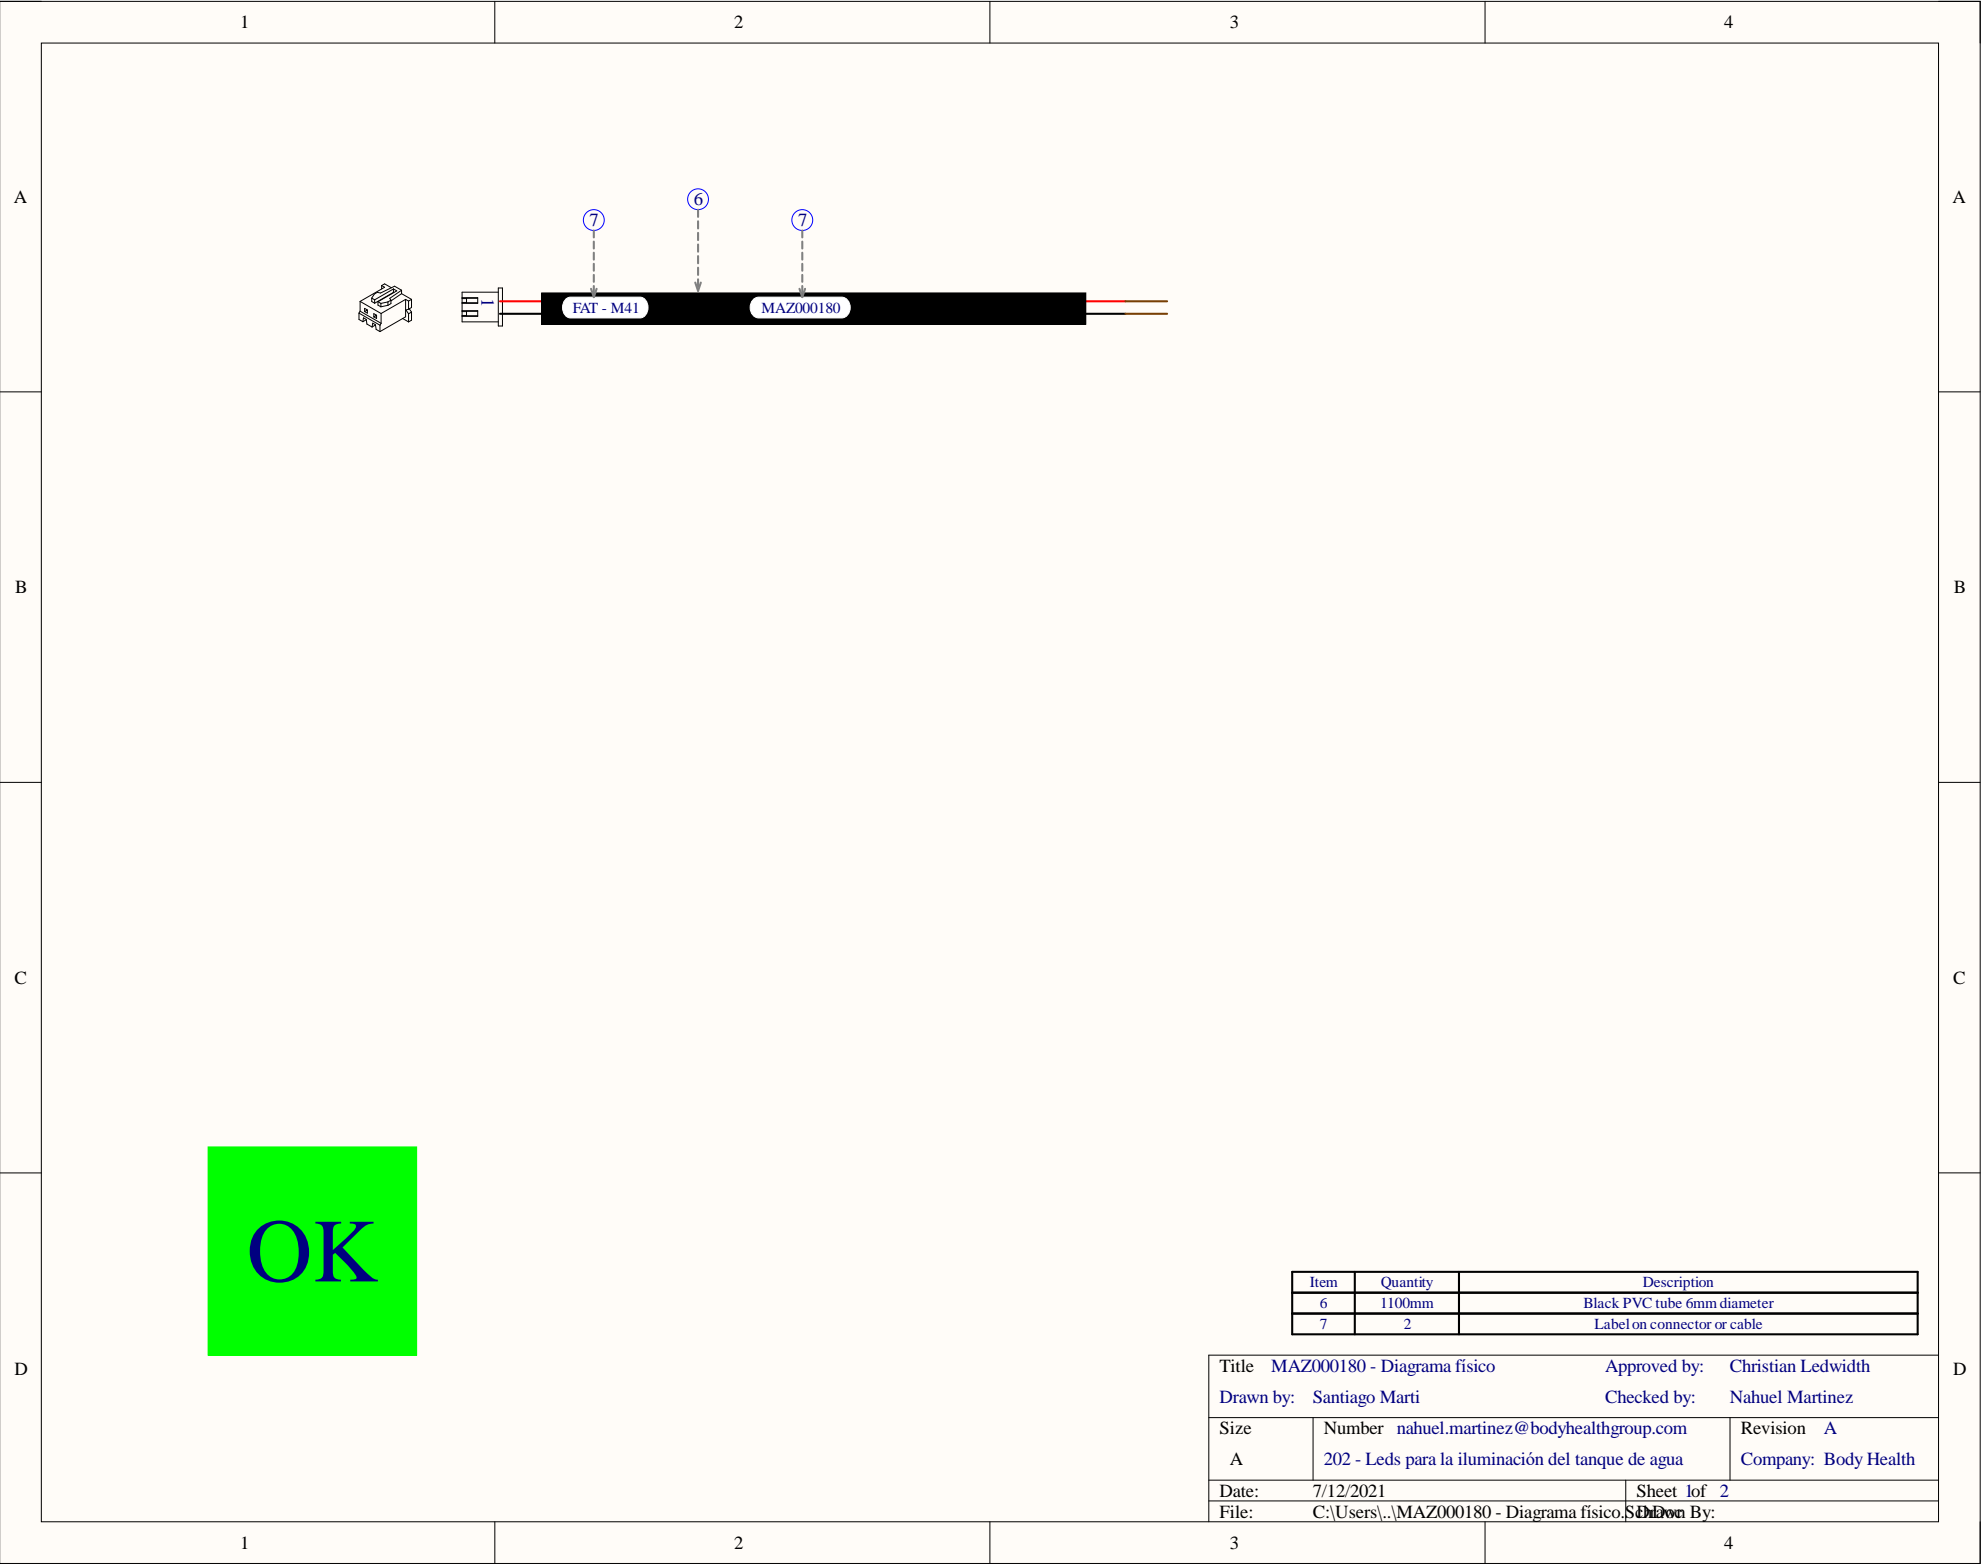 1 2 3 4
A A
7 6 7
1 FAT - M41 MAZ000180
B B
C C
OK
Item Quantity Description
6 1100mm Black PVC tube 6mm diameter
7 2 Label on connector or cable
D D
Title MAZ000180 - Diagrama físico Approved by: Christian Ledwidth
Drawn by: Santiago Marti Checked by: Nahuel Martinez
Size Number nahuel.martinez@bodyhealthgroup.com Revision A
A 202 - Leds para la iluminación del tanque de agua Company: Body Health
Date: 7/12/2021 Sheet 1of 2
File: C:\Users\..\MAZ000180 - Diagrama físico.SchDoc Drawn By:
1 2 3 4